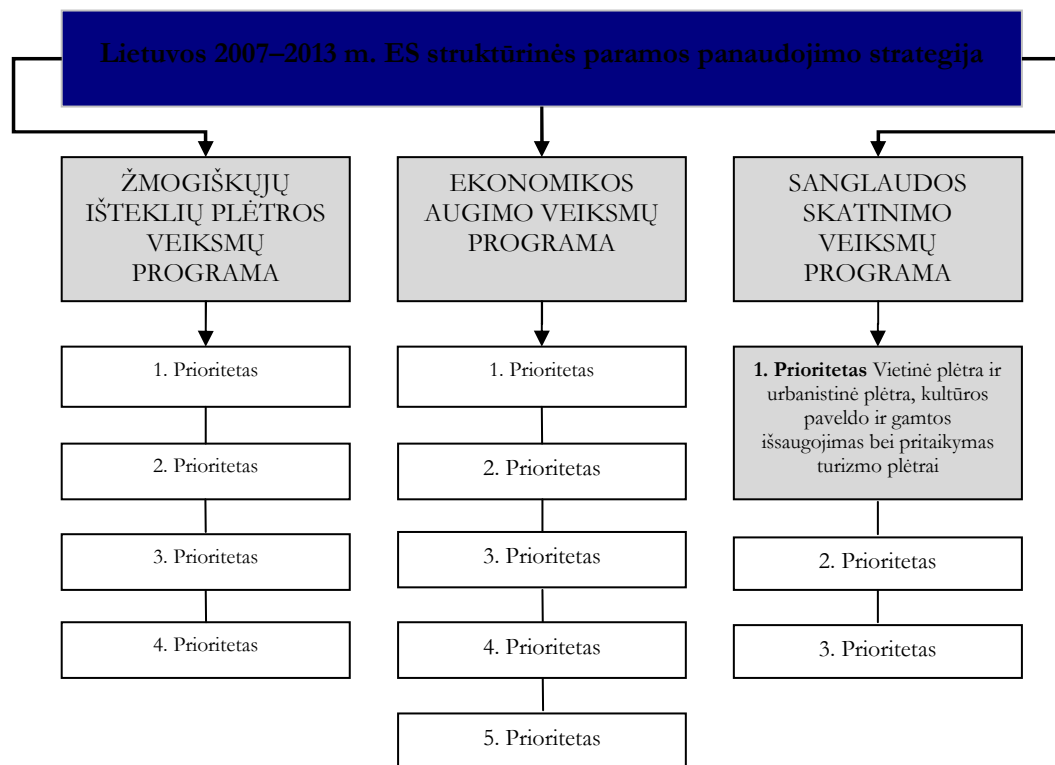 Lietuvos 2007–2013 m. ES struktūrinės paramos panaudojimo strategija
ŽMOGIŠKŲJŲ
IŠTEKLIŲ PLĖTROS
VEIKSMŲ
PROGRAMA
EKONOMIKOS
AUGIMO VEIKSMŲ
PROGRAMA
SANGLAUDOS
SKATINIMO
VEIKSMŲ
PROGRAMA
1. Prioritetas
2. Prioritetas
3. Prioritetas
4. Prioritetas
1. Prioritetas
2. Prioritetas
3. Prioritetas
4. Prioritetas
5. Prioritetas
1. Prioritetas Vietinė plėtra ir
urbanistinė plėtra, kultūros
paveldo ir gamtos
išsaugojimas bei pritaikymas
turizmo plėtrai
2. Prioritetas
3. Prioritetas